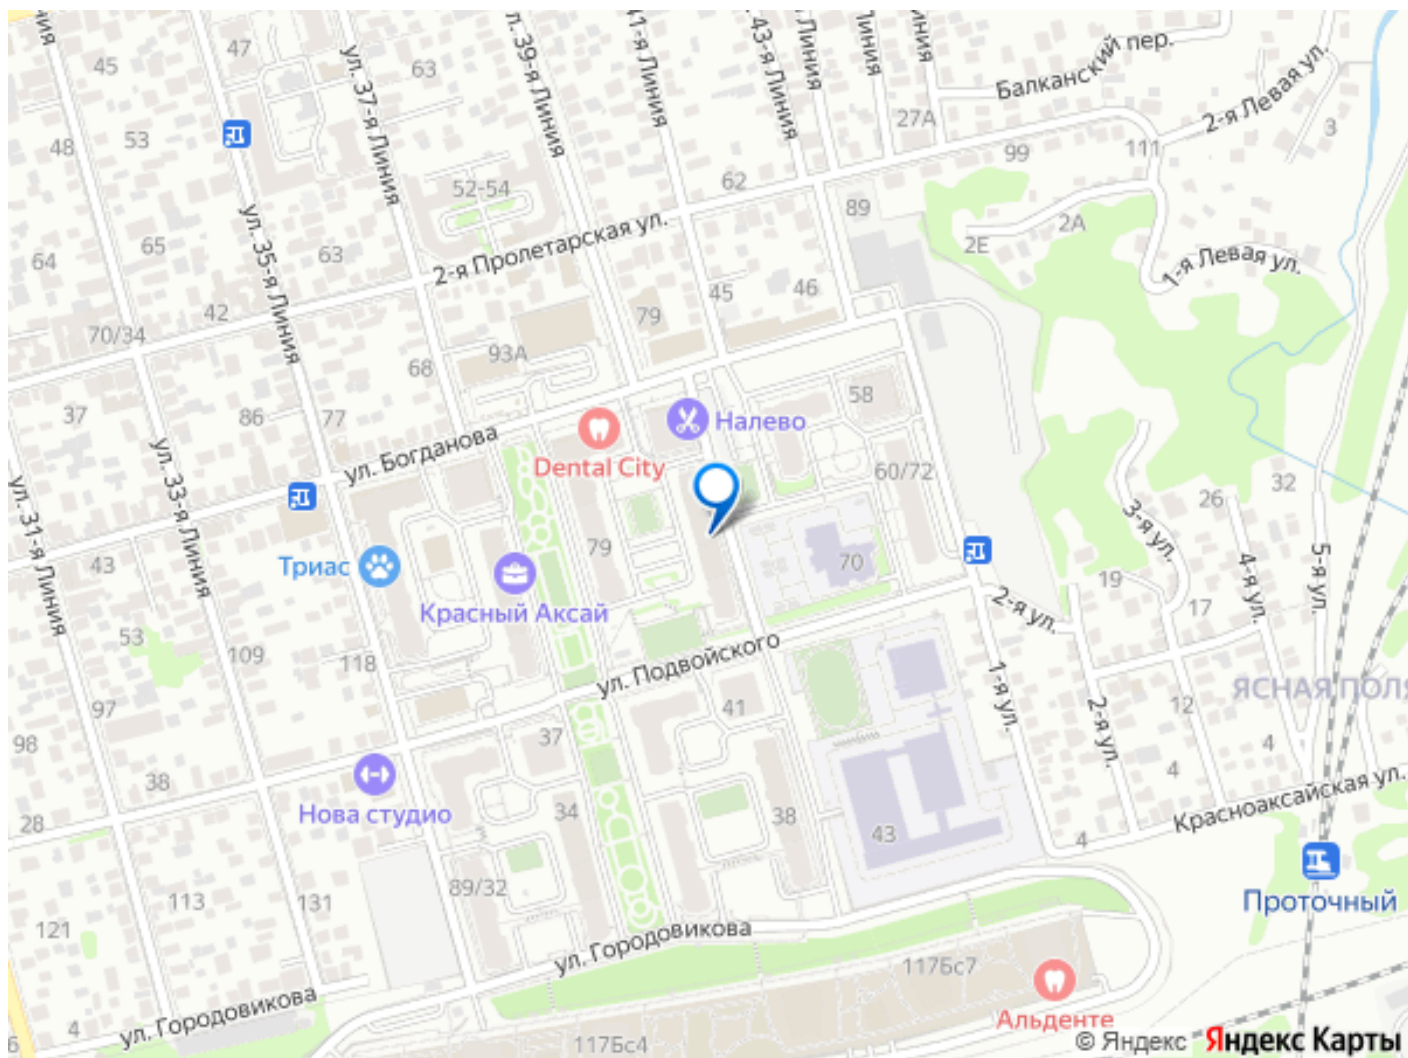 ул. 37-я Линия
ул. 39-я Линия
41-я Линия
43-я Линия
Линия
Балканский пер.
2-я Левая ул.
47
45
63
48
53
27А
3
99
111
52-54
62
89
2Е
2А
65
63
64
ул. 35-я Линия
2-я Пролетарская ул.
1-я Левая ул.
42
45
46
79
70/34
93А
68
58
37
86
77
Налево
ул. Богданова
Dental City
60/72
32
26
ул. 33-я Линия
ул. 31-я Линия
3-я ул.
4-я ул.
5-я ул.
79
70
43
Триас
19
Красный Аксай
2-я ул.
17
53
109
118
ул. Подвойского
1-я ул.
2-я ул.
ЯСНАЯ ПОЛЯ
97
98
41
37
12
4
4
38
Нова студио
28
34
38
43
4
Красноаксайская ул.
89/32
113
131
121
Проточный
ул. Городовикова
117Бс7
ул. Городовикова
4
6
Альденте
117Бс4
© Яндекс Яндекс Карты